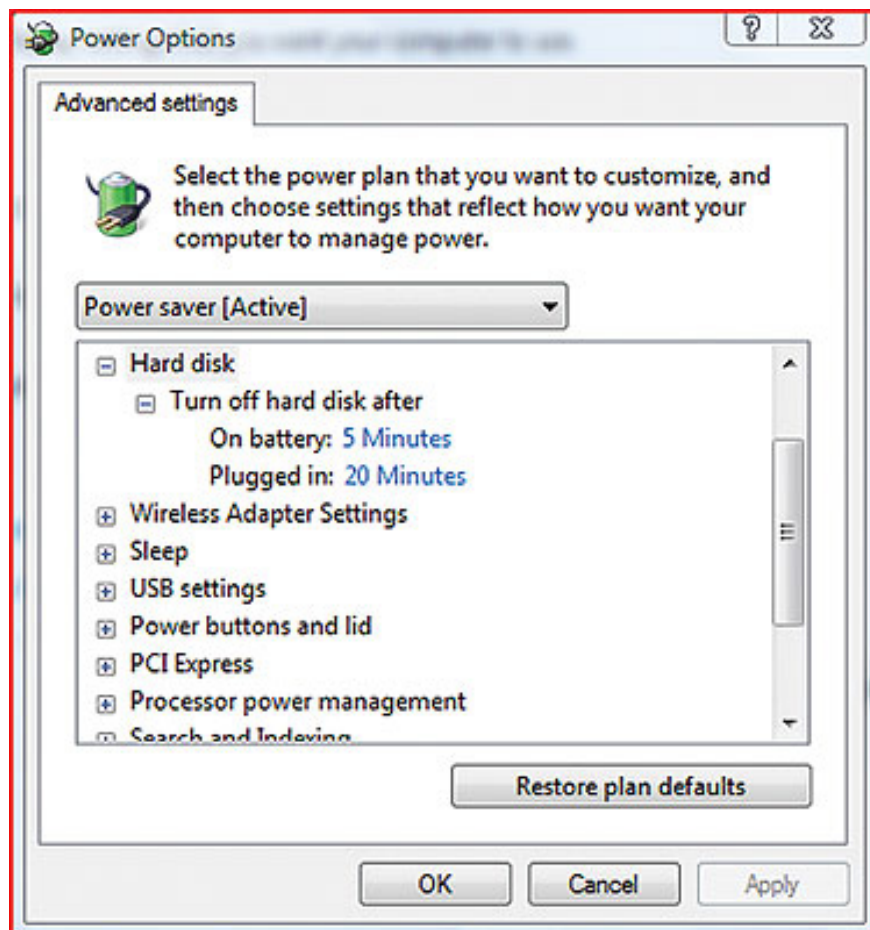 Power Options
Advanced settings
Select the power plan that you want to customize, and
then choose settings that reflect how you want your
computer to manage power.
Power saver [Active]
Hard disk
Turn off hard disk after
On battery: 5 Minutes
Plugged in: 20 Minutes
Wireless Adapter Settings
Sleep
USB settings
Power buttons and lid
PCI Express
Processor power management
Search and Indexing
Restore plan defaults
OK
Cancel
Apply